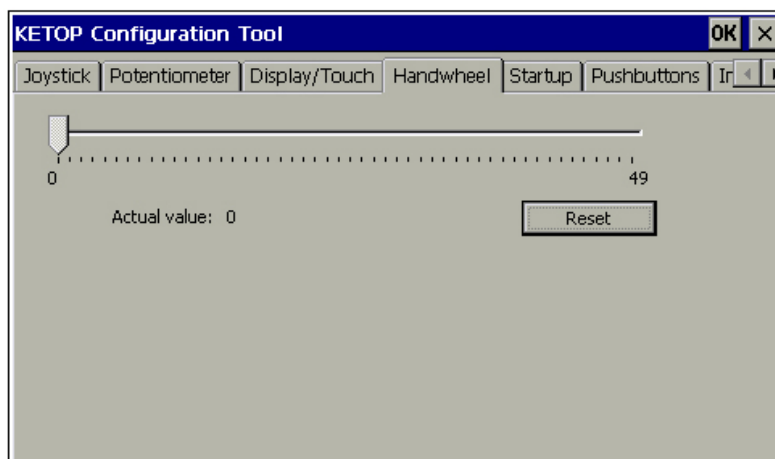 KETOP Configuration Tool OK ×
Joystick Potentiometer Display/Touch Handwheel Startup Pushbuttons
0 49
Actual value: 0 Reset